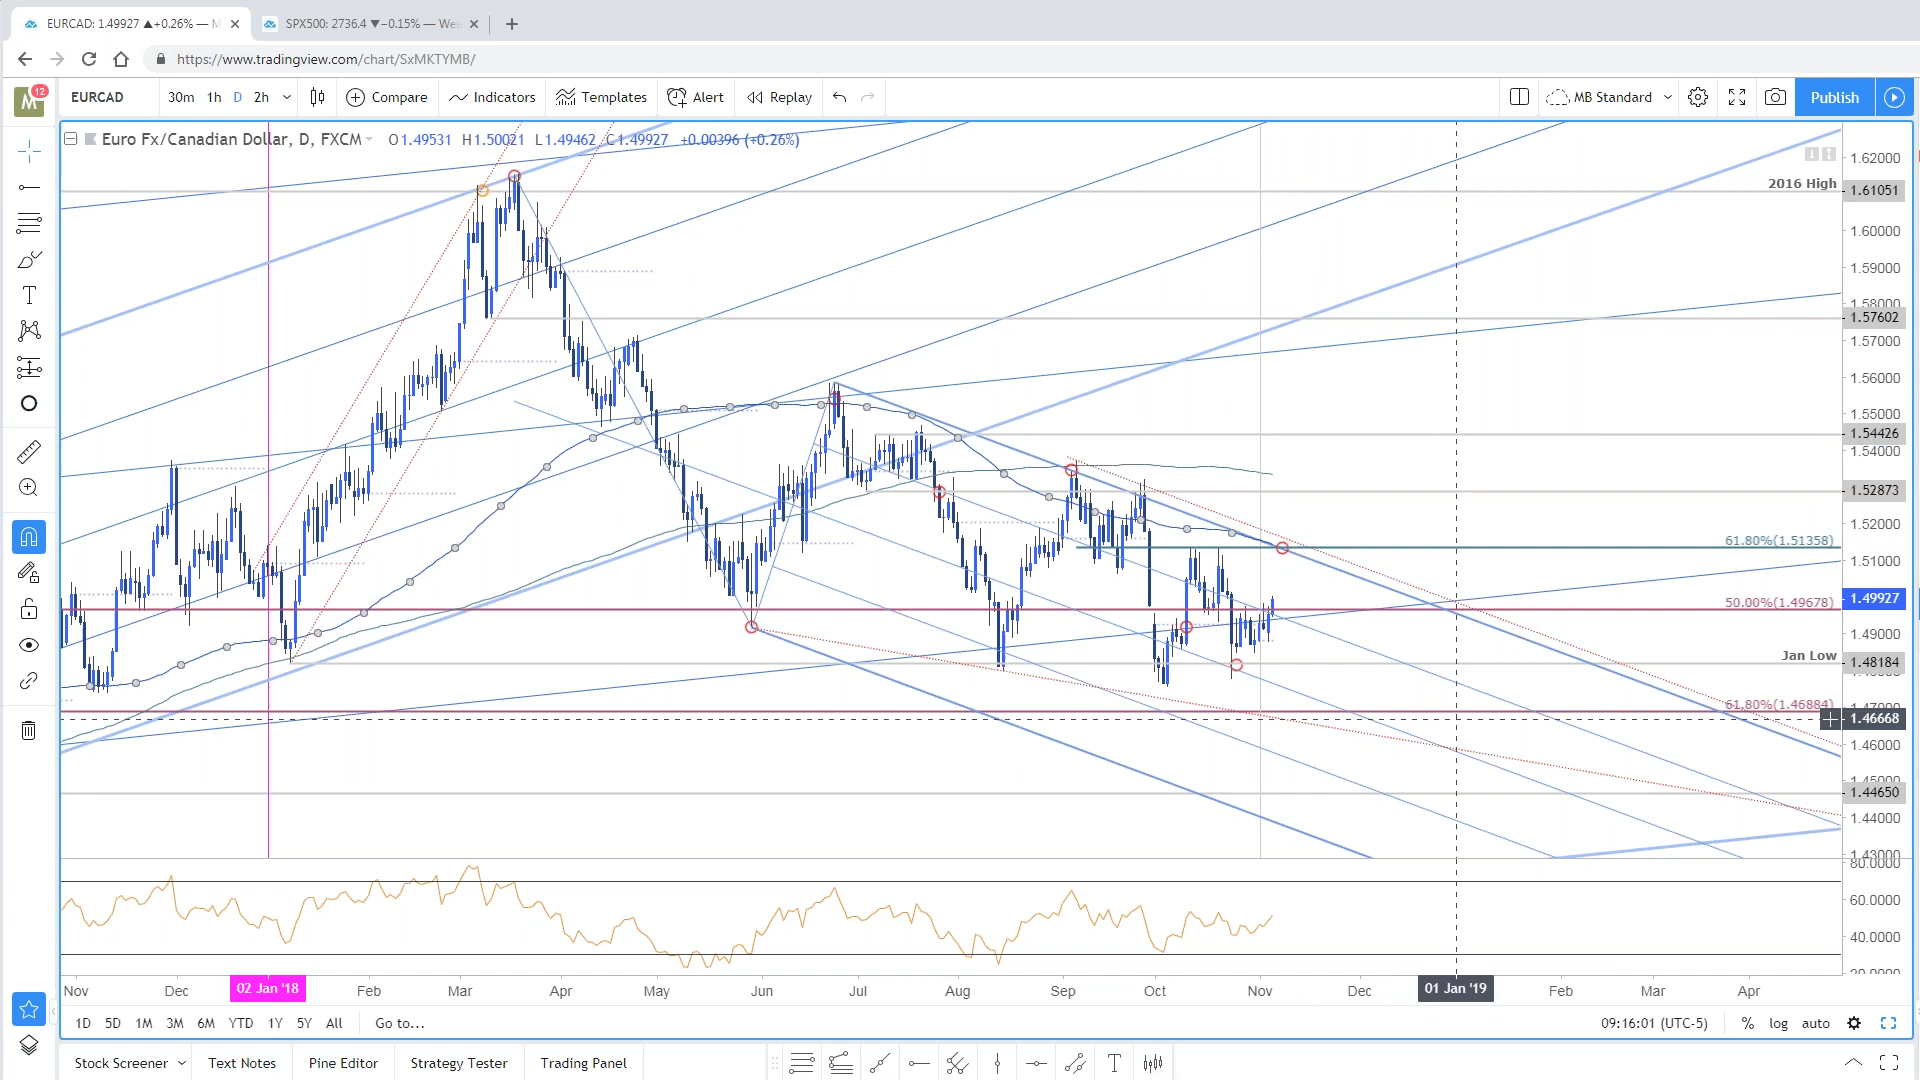 EURCAD: 1.49927 ▲+0.26% — M
SPX500: 2736.4 ▼−0.15% — Wee
https://www.tradingview.com/chart/SxMKTYMB/
M 12
EURCAD 30m 1h D 2h Compare Indicators Templates Alert Replay MB Standard Publish
Euro Fx/Canadian Dollar, D, FXCM O1.49531 H1.50021 L1.49462 C1.49927 +0.00396 (+0.26%)
1.62000
2016 High 1.61051
1.60000
1.59000
1.58000
1.57602
1.57000
1.56000
1.55000
1.54426
1.54000
1.52873
1.52000
61.80%(1.51358)
1.51000
1.49927
50.00%(1.49678)
1.49000
Jan Low 1.48184
61.80%(1.46884)
1.47000
1.46668
1.46000
1.45000
1.44650
1.44000
1.43000
80.0000
60.0000
40.0000
20.0000
Nov Dec 02 Jan '18 Feb Mar Apr May Jun Jul Aug Sep Oct Nov Dec 01 Jan '19 Feb Mar Apr
1D 5D 1M 3M 6M YTD 1Y 5Y All Go to... 09:16:01 (UTC-5) % log auto
Stock Screener Text Notes Pine Editor Strategy Tester Trading Panel